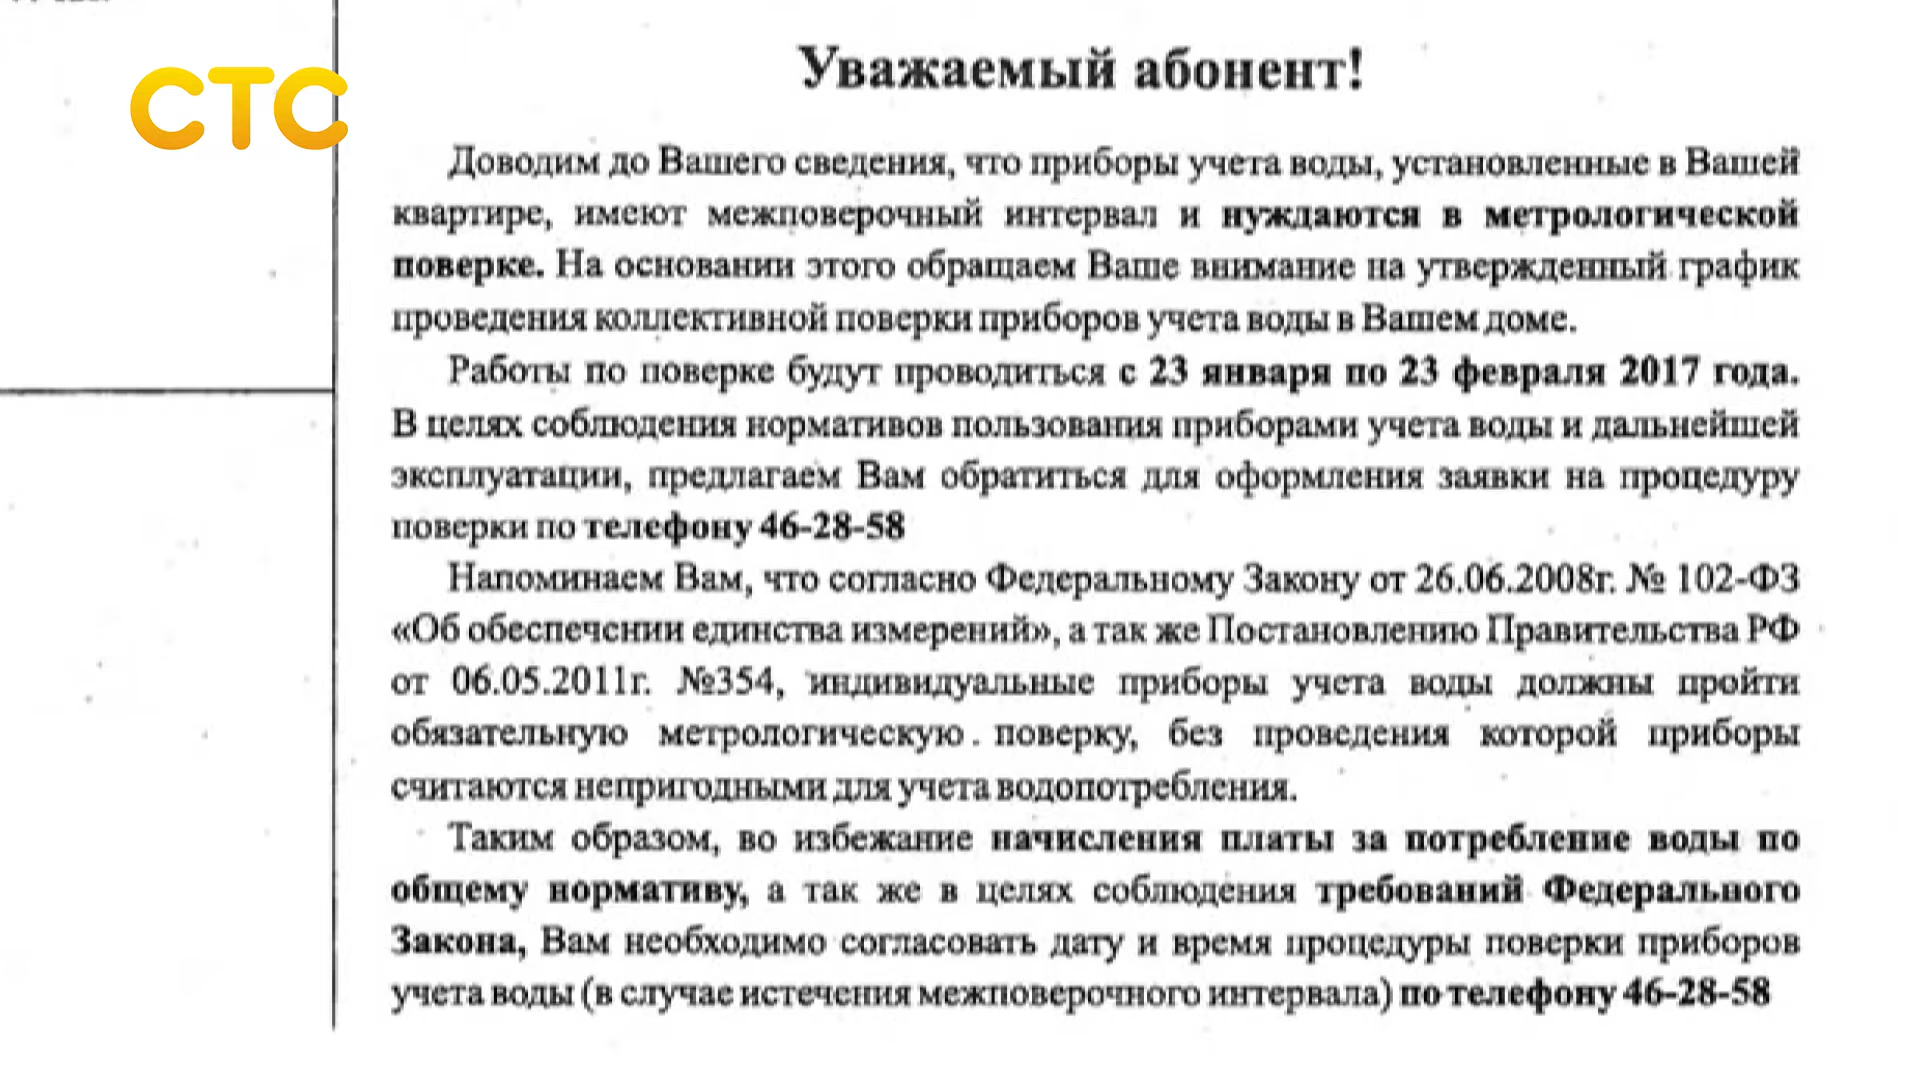 СТС
Уважаемый абонент!
Доводим до Вашего сведения, что приборы учета воды, установленные в Вашей
квартире, имеют межповерочный интервал и нуждаются в метрологической
поверке. На основании этого обращаем Ваше внимание на утвержденный график
проведения коллективной поверки приборов учета воды в Вашем доме.
Работы по поверке будут проводиться с 23 января по 23 февраля 2017 года.
В целях соблюдения нормативов пользования приборами учета воды и дальнейшей
эксплуатации, предлагаем Вам обратиться для оформления заявки на процедуру
поверки по телефону 46-28-58
Напоминаем Вам, что согласно Федеральному Закону от 26.06.2008г. № 102-ФЗ
«Об обеспечении единства измерений», а так же Постановлению Правительства РФ
от 06.05.2011г. №354, индивидуальные приборы учета воды должны пройти
обязательную метрологическую поверку, без проведения которой приборы
считаются непригодными для учета водопотребления.
Таким образом, во избежание начисления платы за потребление воды по
общему нормативу, а так же в целях соблюдения требований Федерального
Закона, Вам необходимо согласовать дату и время процедуры поверки приборов
учета воды (в случае истечения межповерочного интервала) по телефону 46-28-58